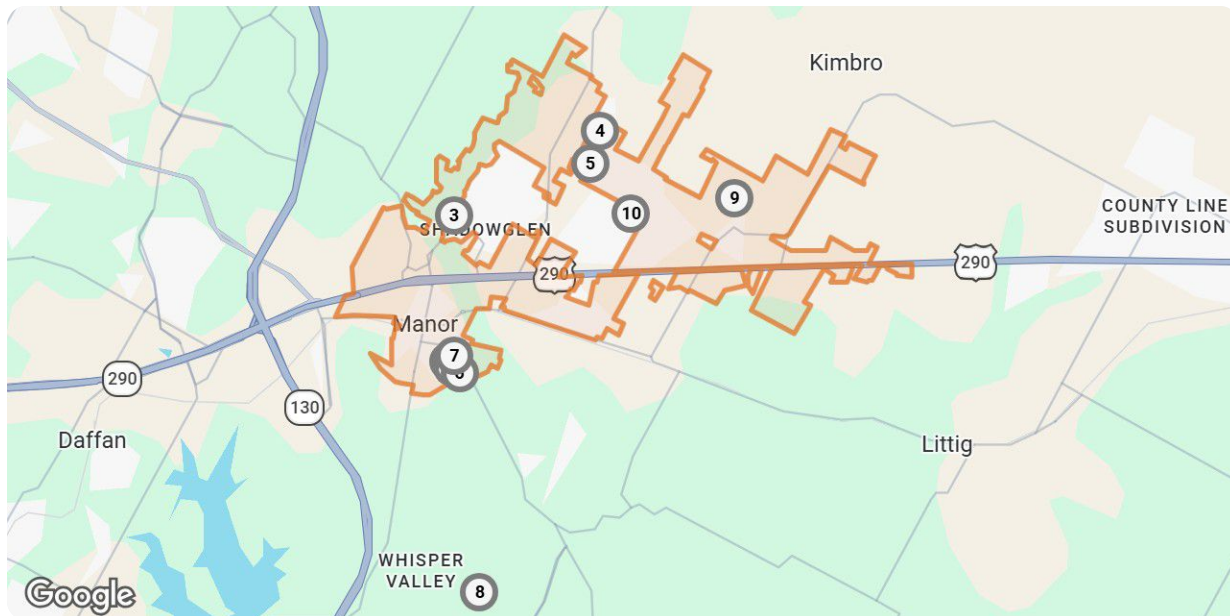 Kimbro
4
5
9
3
10
SHADOWGLEN
COUNTY LINE
SUBDIVISION
290
290
Manor
7
6
290
130
Daffan
Littig
WHISPER
VALLEY
8
Google